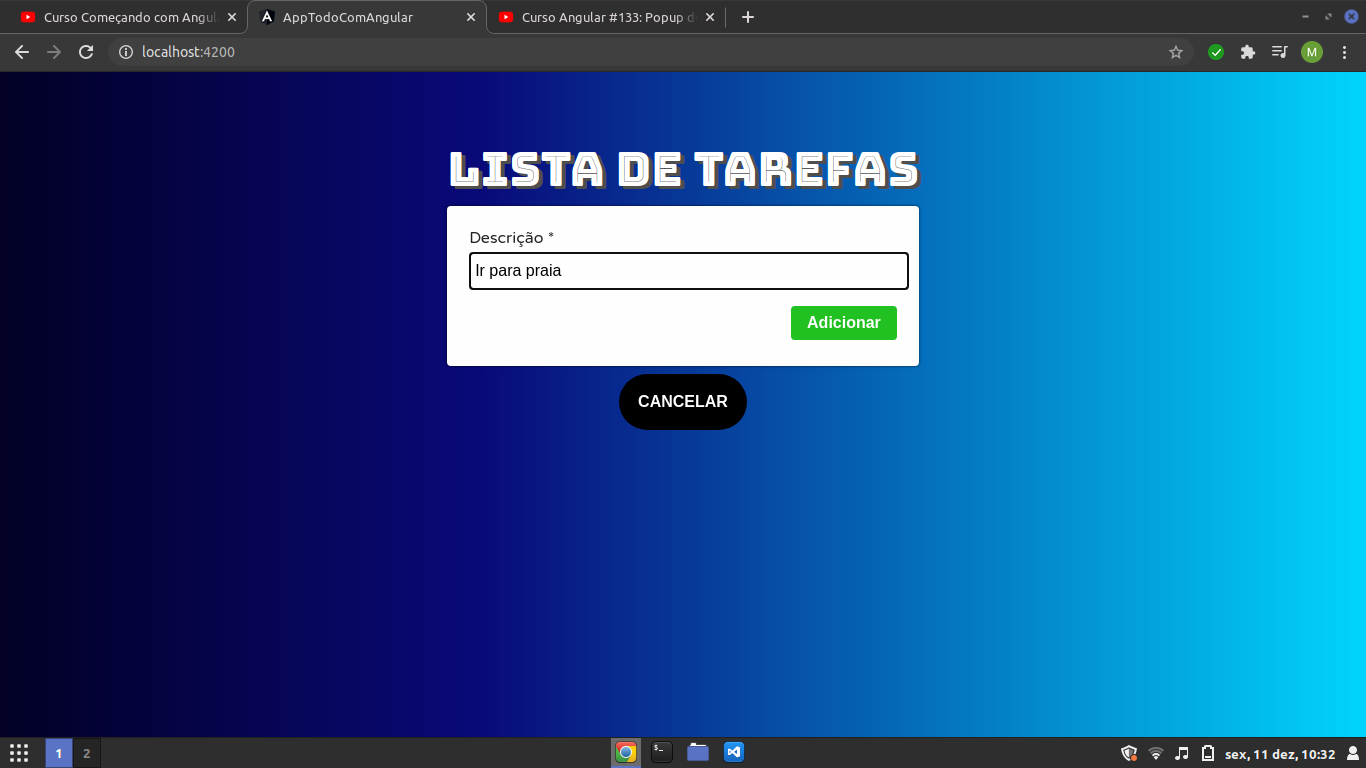 Curso Começando com Angul
AppTodoComAngular
Curso Angular #133: Popup d
localhost:4200
M
LISTA DE TAREFAS
Descrição *
Ir para praia
Adicionar
CANCELAR
1
2
sex, 11 dez, 10:32